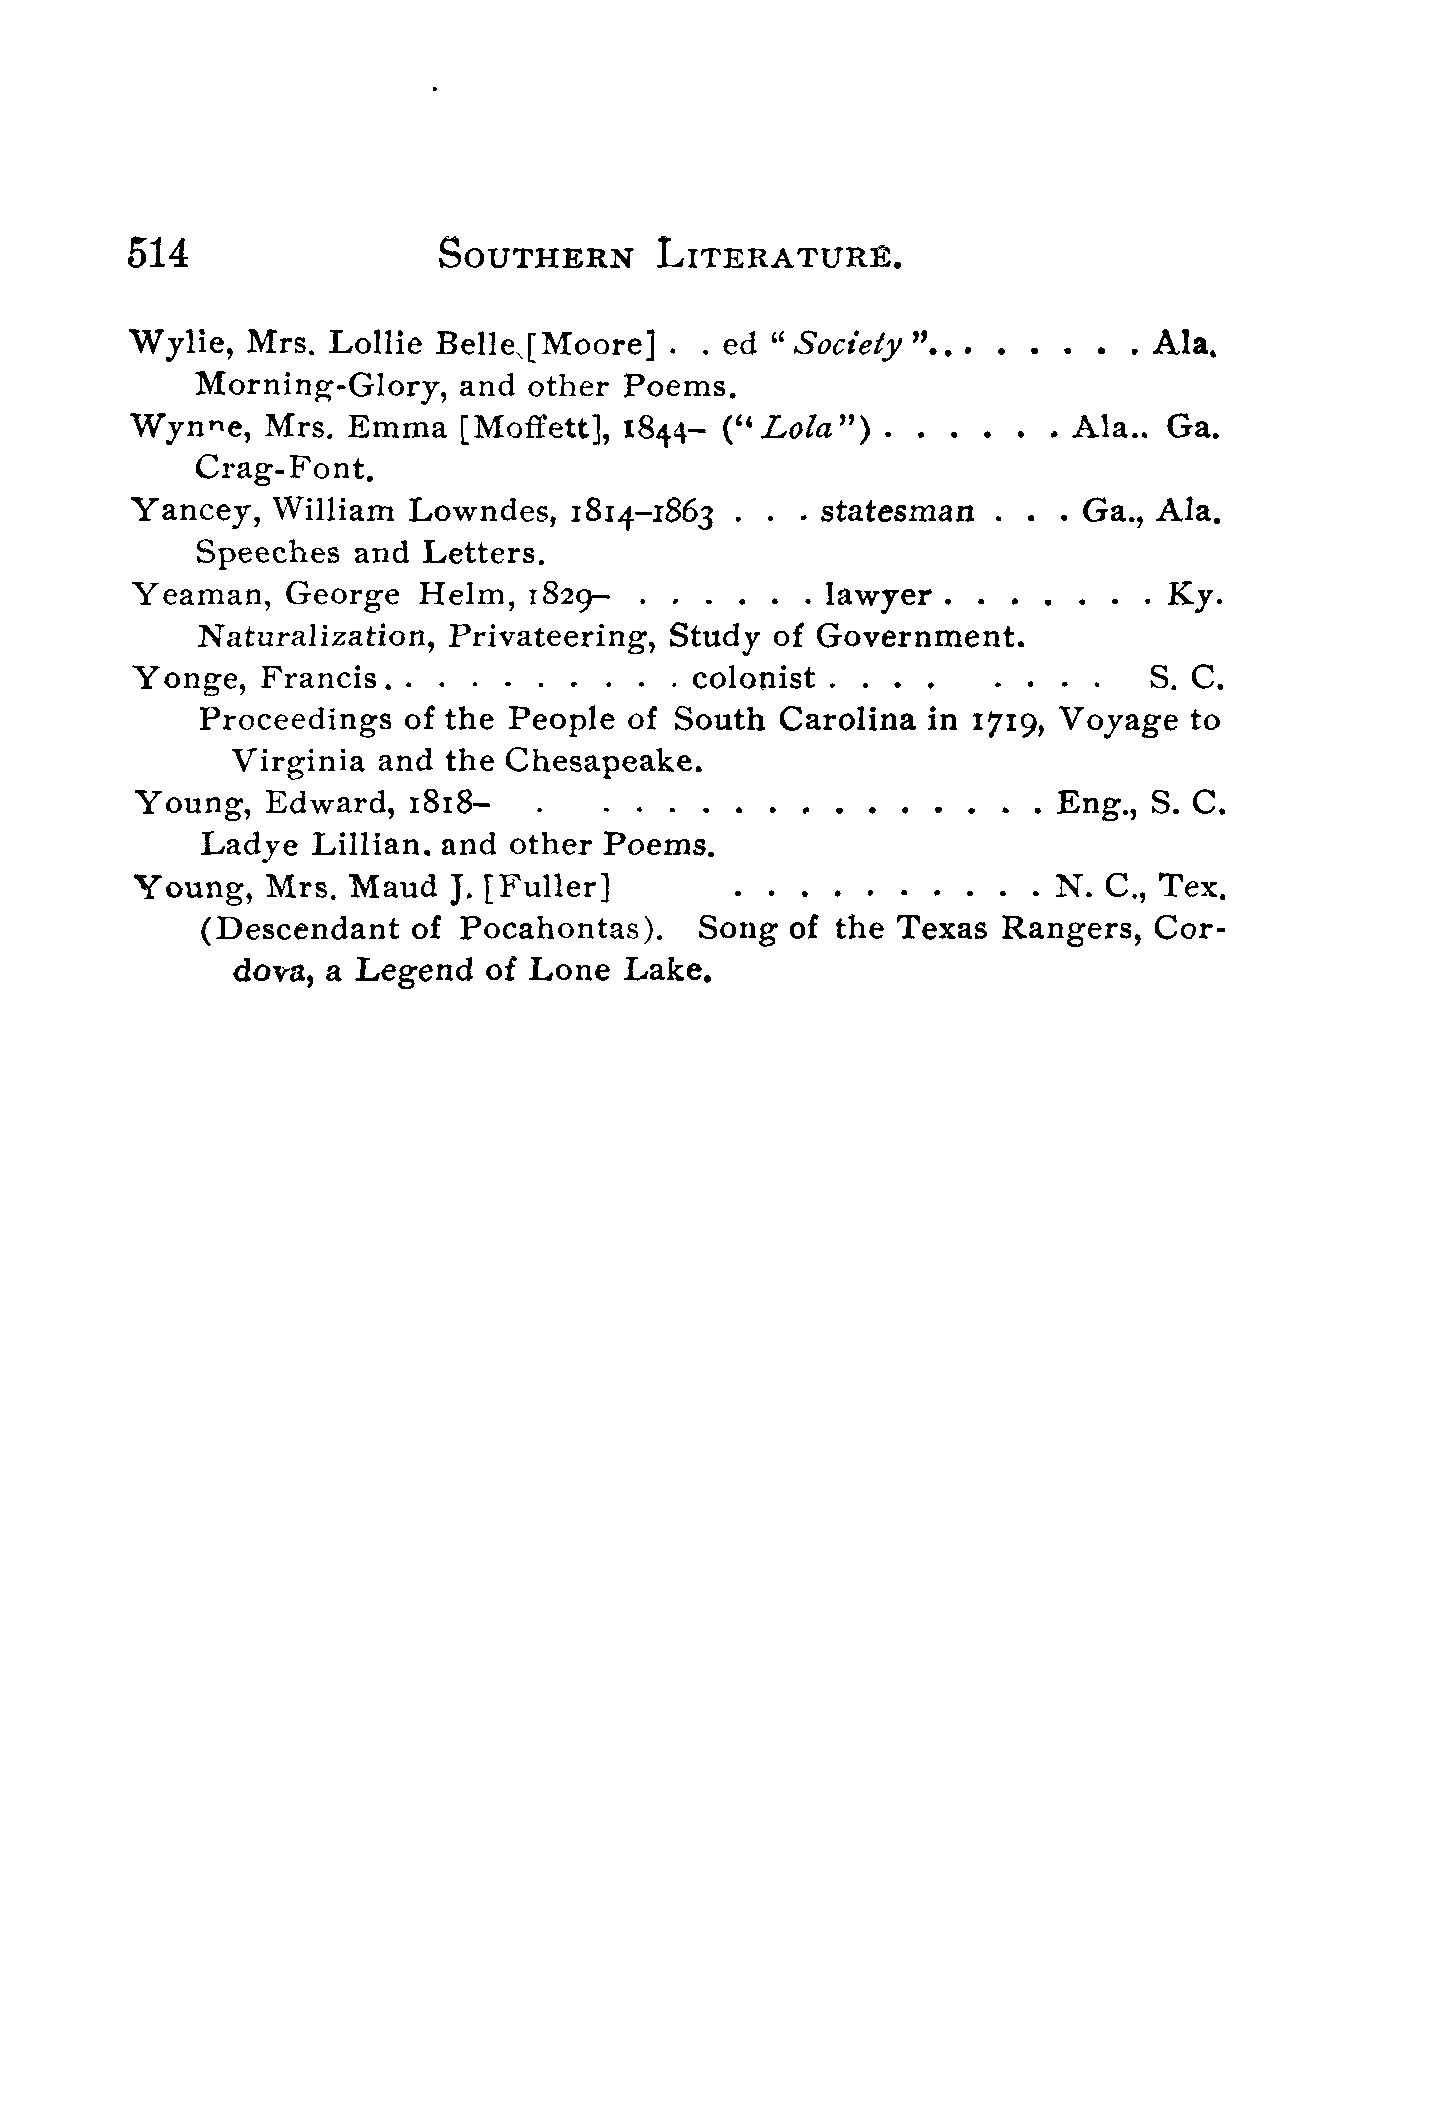 514 SOUTHERN LITERATURE.
Wylie, Mrs. Lollie Belle [Moore] . . ed "Society". . . . . . . . . Ala.
Morning-Glory, and other Poems.
Wynne, Mrs. Emma [Moffett], 1844– ("Lola") . . . . . . Ala.. Ga.
Crag-Font.
Yancey, William Lowndes, 1814–1863 . . . statesman . . . Ga., Ala.
Speeches and Letters.
Yeaman, George Helm, 1829– . . . . . . lawyer . . . . . . . Ky.
Naturalization, Privateering, Study of Government.
Yonge, Francis. . . . . . . . . . colonist . . . . . . . . S. C.
Proceedings of the People of South Carolina in 1719, Voyage to
Virginia and the Chesapeake.
Young, Edward, 1818– . . . . . . . . . . . . . . . Eng., S. C.
Ladye Lillian. and other Poems.
Young, Mrs. Maud J. [Fuller] . . . . . . . . . . N. C., Tex.
(Descendant of Pocahontas). Song of the Texas Rangers, Cor-
dova, a Legend of Lone Lake.